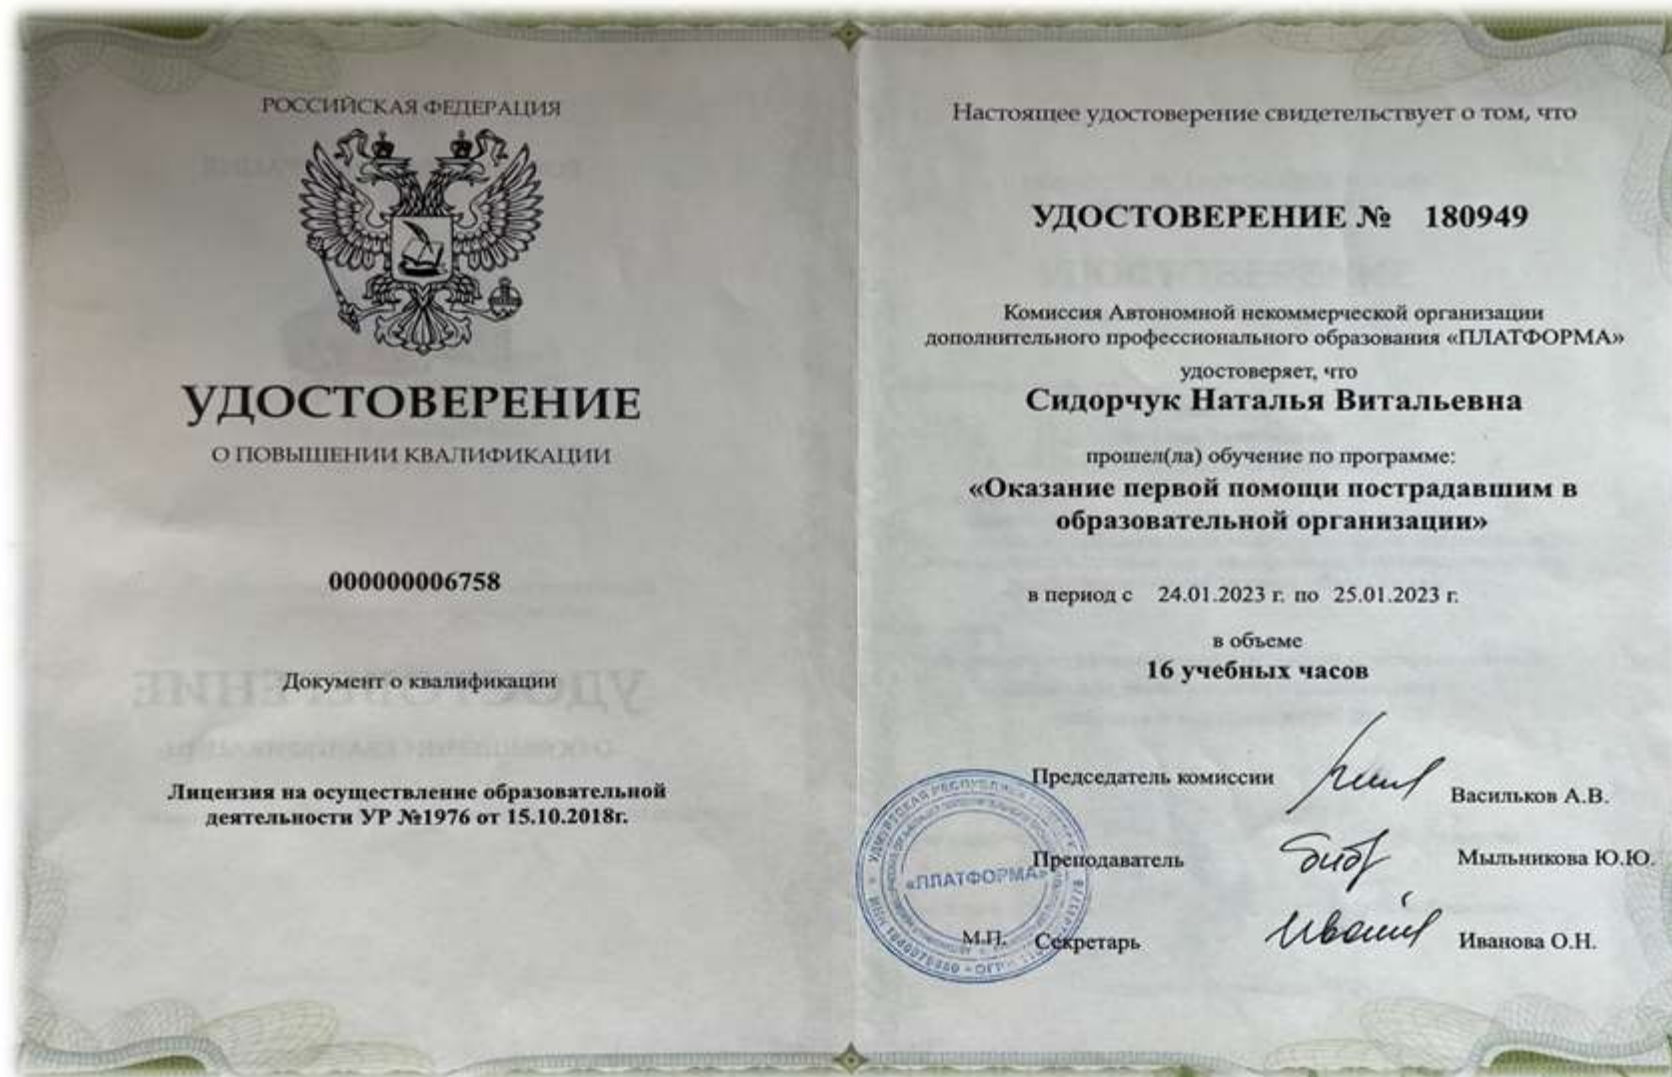 РОССИЙСКАЯ ФЕДЕРАЦИЯ
УДОСТОВЕРЕНИЕ
О ПОВЫШЕНИИ КВАЛИФИКАЦИИ
000000006758
Документ о квалификации
Лицензия на осуществление образовательной
деятельности УР №1976 от 15.10.2018г.
Настоящее удостоверение свидетельствует о том, что
УДОСТОВЕРЕНИЕ № 180949
Комиссия Автономной некоммерческой организации
дополнительного профессионального образования «ПЛАТФОРМА»
удостоверяет, что
Сидорчук Наталья Витальевна
прошел(ла) обучение по программе:
«Оказание первой помощи пострадавшим в
образовательной организации»
в период с 24.01.2023 г. по 25.01.2023 г.
в объеме
16 учебных часов
Председатель комиссии Васильков А.В.
Преподаватель Мыльникова Ю.Ю.
«ПЛАТФОРМА»
М.П. Секретарь Иванова О.Н.